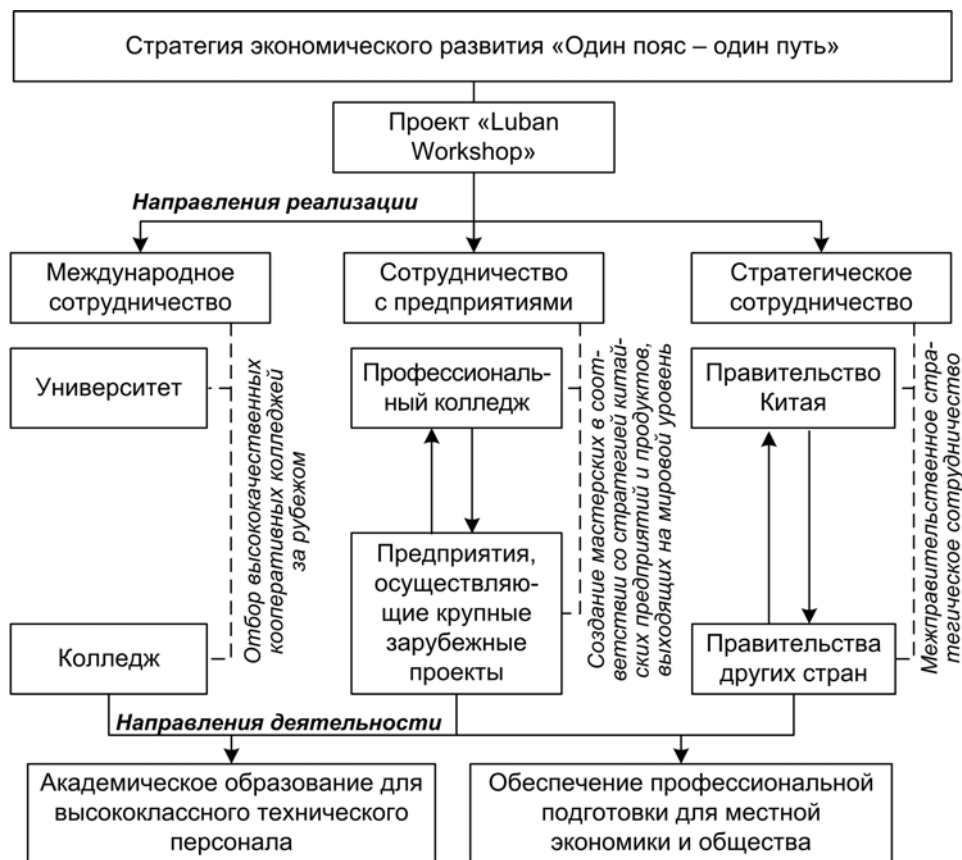 Стратегия экономического развития «Один пояс – один путь»
Проект «Luban
Workshop»
Направления реализации
Международное
сотрудничество
Сотрудничество
с предприятиями
Стратегическое
сотрудничество
Университет
Отбор высококачественных
кооперативных колледжей
за рубежом
Колледж
Профессиональ-
ный колледж
Предприятия,
осуществляю-
щие крупные
зарубежные
проекты
Создание мастерских в соот-
ветствии со стратегией китай-
ских предприятий и продуктов,
выходящих на мировой уровень
Правительство
Китая
Правительства
других стран
Межправительственное стра-
тегическое сотрудничество
Направления деятельности
Академическое образование для
высококлассного технического
персонала
Обеспечение профессиональной
подготовки для местной
экономики и общества